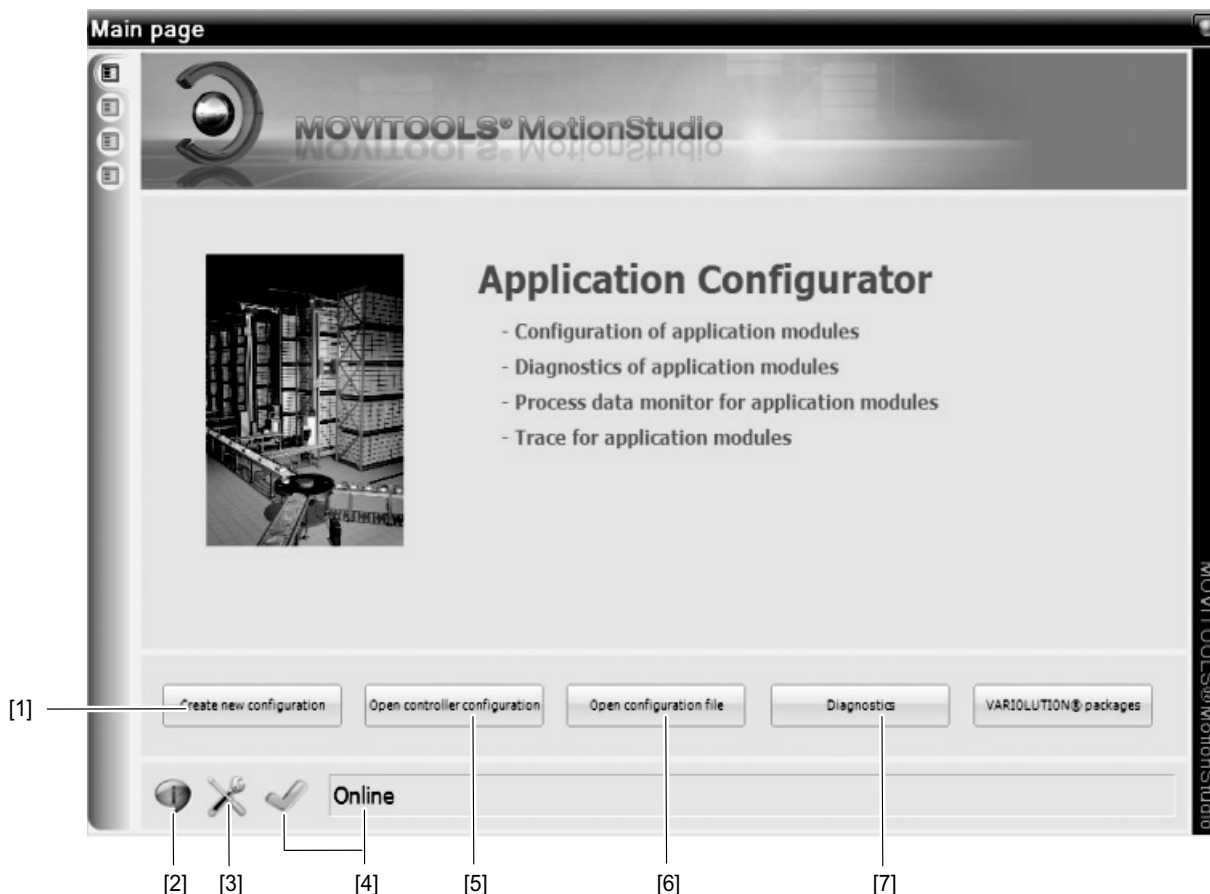 Main page
MOVITOOLS® MotionStudio
Application Configurator
- Configuration of application modules
- Diagnostics of application modules
- Process data monitor for application modules
- Trace for application modules
MOVITOOLS® MotionStudio
[1]
Create new configuration
Open controller configuration
Open configuration file
Diagnostics
VARIOLUTION® packages
Online
[2]
[3]
[4]
[5]
[6]
[7]